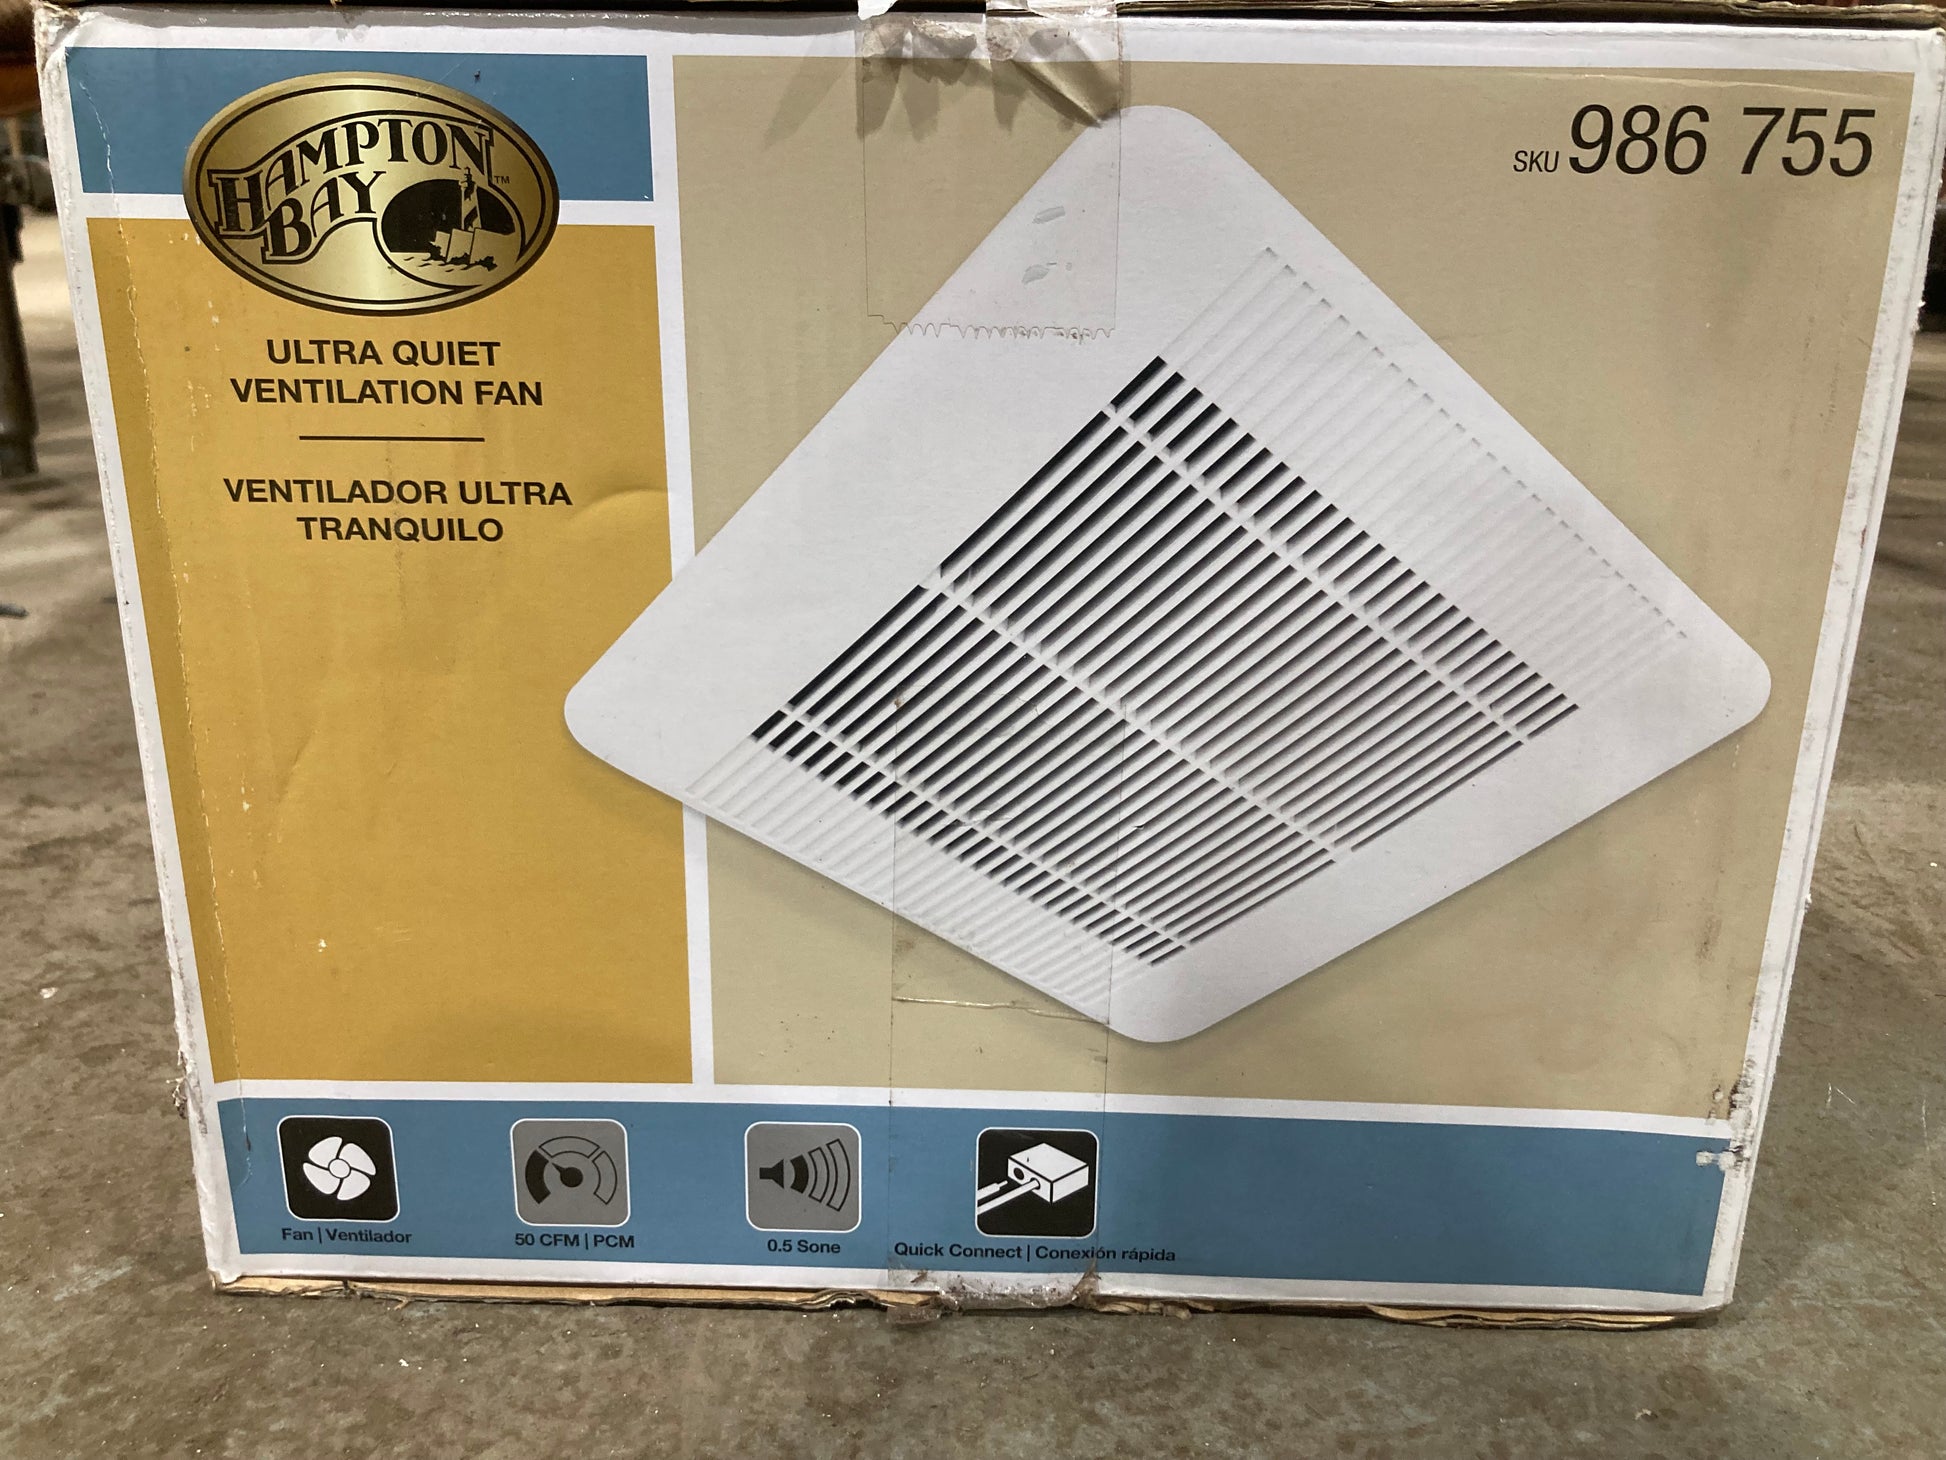 HAMPTON
BAY™
ULTRA QUIET
VENTILATION FAN
VENTILADOR ULTRA
TRANQUILO
SKU 986 755
Fan | Ventilador
50 CFM | PCM
0.5 Sone
Quick Connect | Conexión rápida